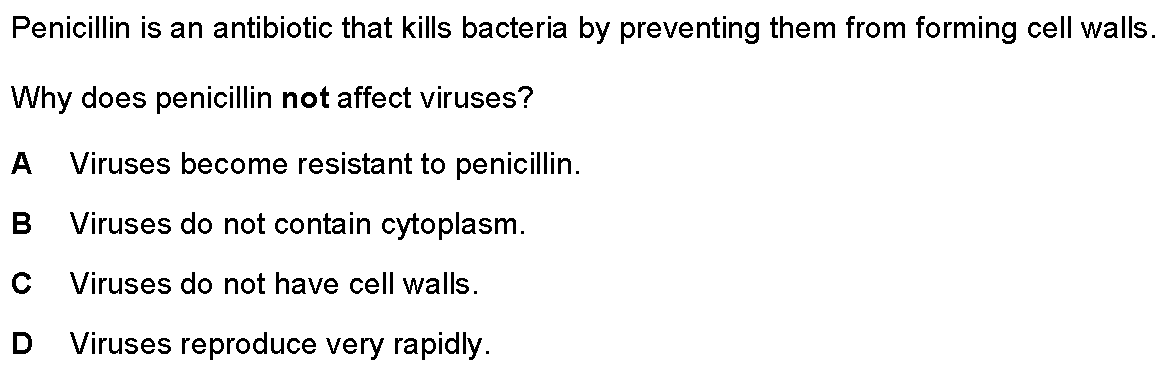 Penicillin is an antibiotic that kills bacteria by preventing them from forming cell walls.
Why does penicillin not affect viruses?
A Viruses become resistant to penicillin.
B Viruses do not contain cytoplasm.
C Viruses do not have cell walls.
D Viruses reproduce very rapidly.